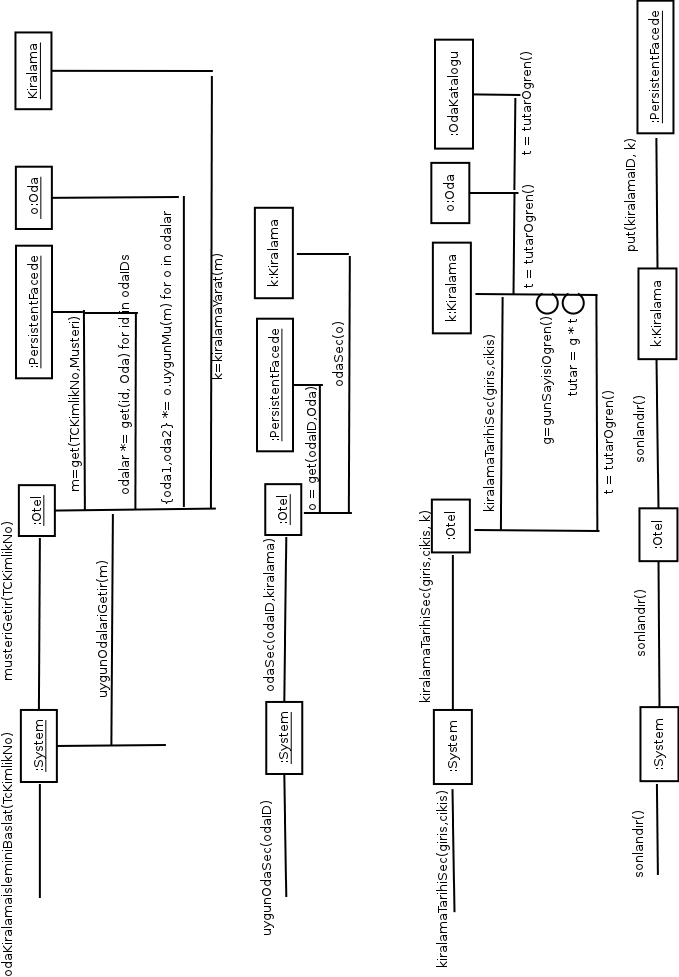 odaKiralamaIsleminiBaslat(TcKimlikNo)
:System
musteriGetir(TCKimlikNo)
:Otel
uygunOdalariGetir(m)
m=get(TCKimlikNo,Musteri)
odalar *= get(id, Oda) for id in odaIDs
{oda1,oda2} *= o.uygunMu(m) for o in odalar
k=kiralamaYarat(m)
:PersistentFacede
o:Oda
Kiralama
uygunOdaSec(odaID)
:System
odaSec(odaID,kiralama)
:Otel
o = get(odaID,Oda)
odaSec(o)
:PersistentFacede
k:Kiralama
kiralamaTarihiSec(giris,cikis)
:System
kiralamaTarihiSec(giris,cikis, k)
:Otel
kiralamaTarihiSec(giris,cikis)
g=gunSayisiOgren()
tutar = g * t
t = tutarOgren()
k:Kiralama
t = tutarOgren()
o:Oda
t = tutarOgren()
:OdaKatalogu
sonlandir()
:System
sonlandir()
:Otel
sonlandir()
k:Kiralama
put(kiralamaID, k)
:PersistentFacede